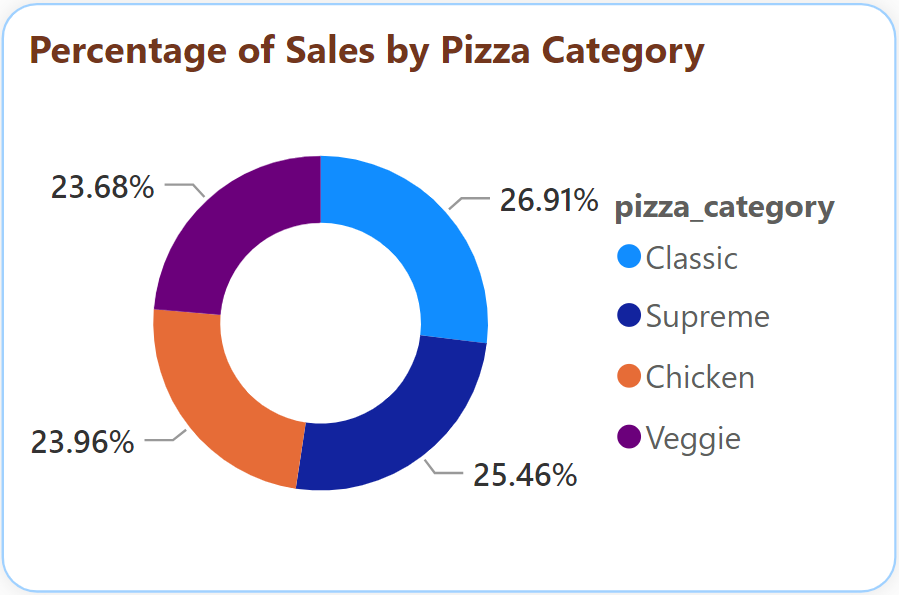 Percentage of Sales by Pizza Category
23.68%
26.91%
23.96%
25.46%
pizza_category
Classic
Supreme
Chicken
Veggie